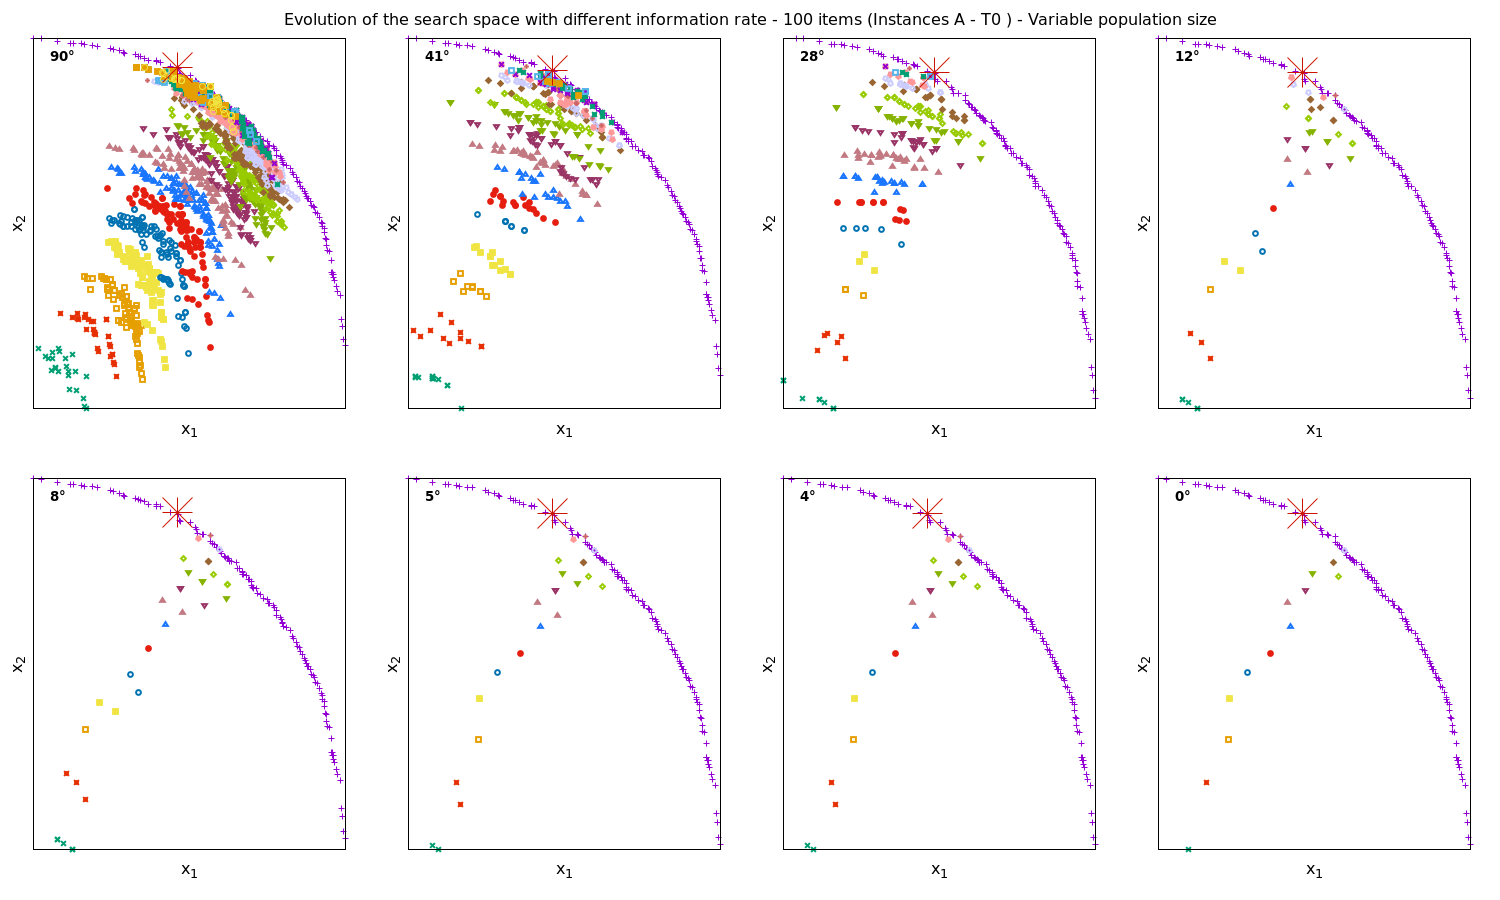 Evolution of the search space with different information rate - 100 items (Instances A - T0 ) - Variable population size
90°
41°
28°
12°
x2
x2
x2
x2
x1
x1
x1
x1
8°
5°
4°
0°
x2
x2
x2
x2
x1
x1
x1
x1